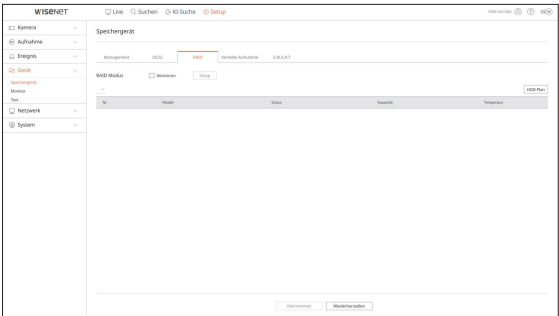 WISENET
Live Suchen KI-Suche Setup
Kamera
Aufnahme
Ereignis
Gerät
Speichergerät
Monitor
Text
Netzwerk
System
Speichergerät
Management iSCSI RAID Verteilte Aufnahme S.M.A.R.T
RAID Modus Aktivieren Setup
HDD Plan
Nr. Modell Status Kapazität Temperatur
Übernehmen Wiederherstellen